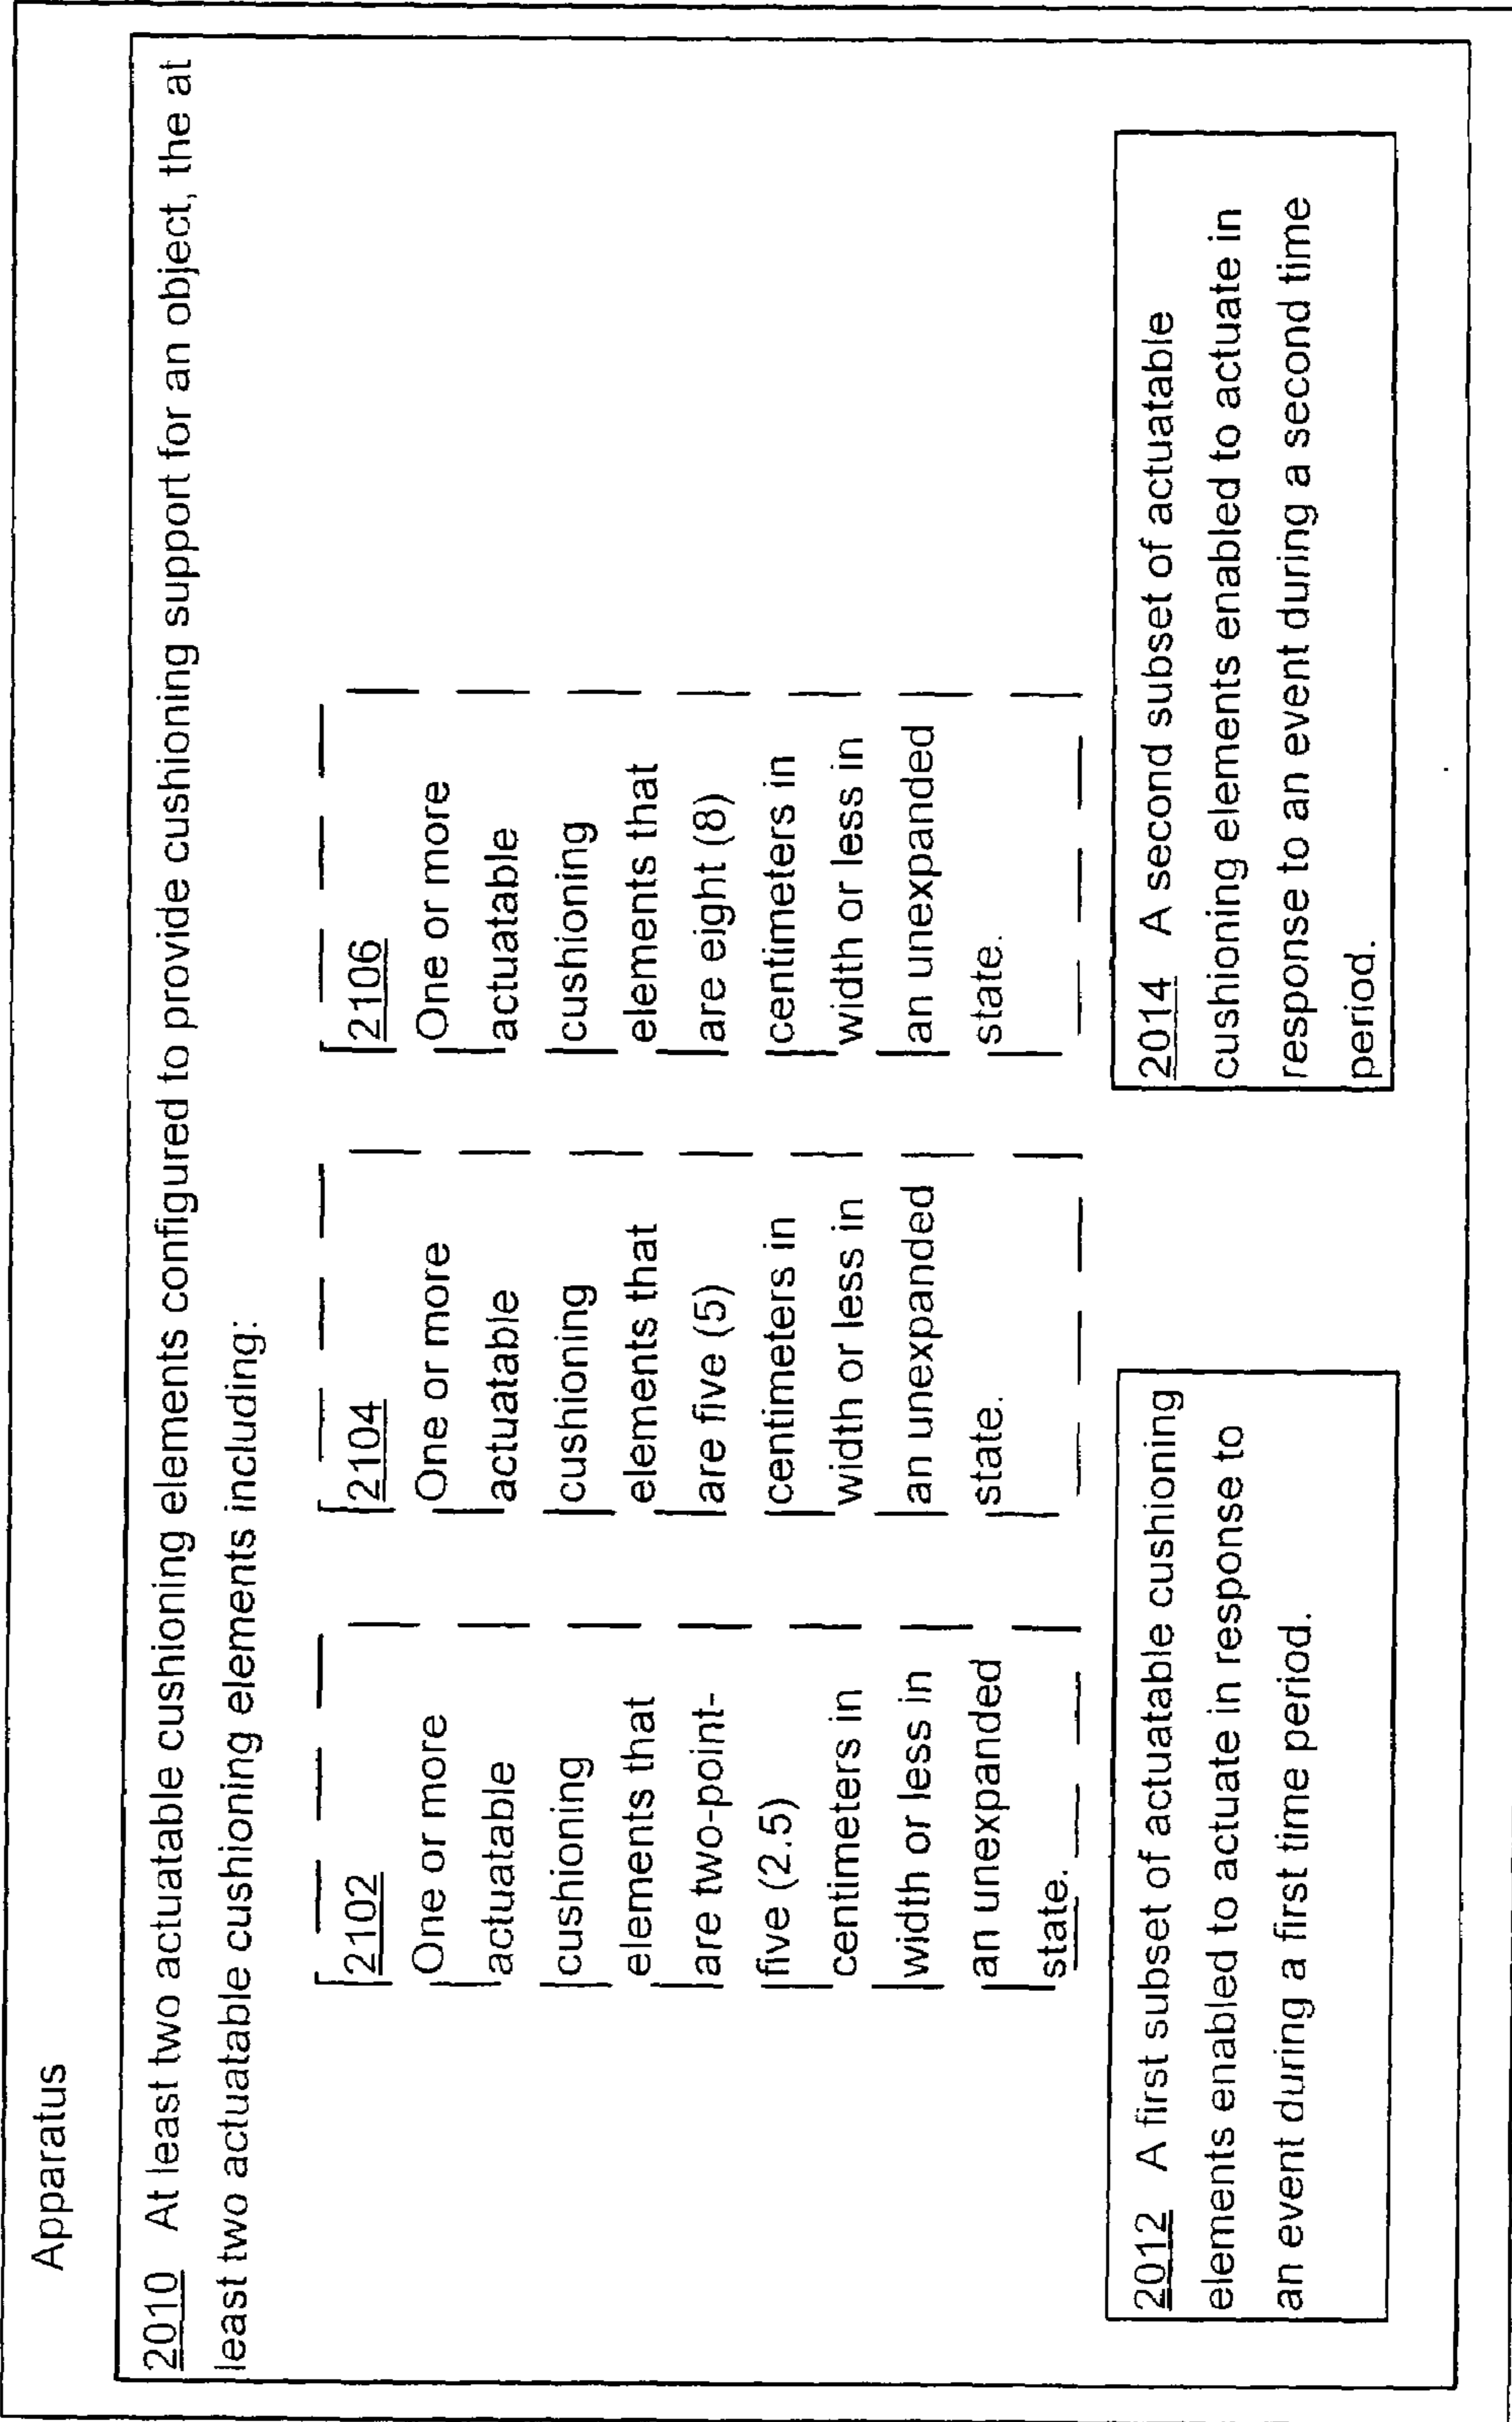 Apparatus
2010 At least two actuatable cushioning elements configured to provide cushioning support for an object, the at
least two actuatable cushioning elements including:
2102
One or more
actuatable
cushioning
elements that
are two-point-
five (2.5)
centimeters in
width or less in
an unexpanded
state.
2104
One or more
actuatable
cushioning
elements that
are five (5)
centimeters in
width or less in
an unexpanded
state.
2106
One or more
actuatable
cushioning
elements that
are eight (8)
centimeters in
width or less in
an unexpanded
state.
2012 A first subset of actuatable cushioning
elements enabled to actuate in response to
an event during a first time period.
2014 A second subset of actuatable
cushioning elements enabled to actuate in
response to an event during a second time
period.